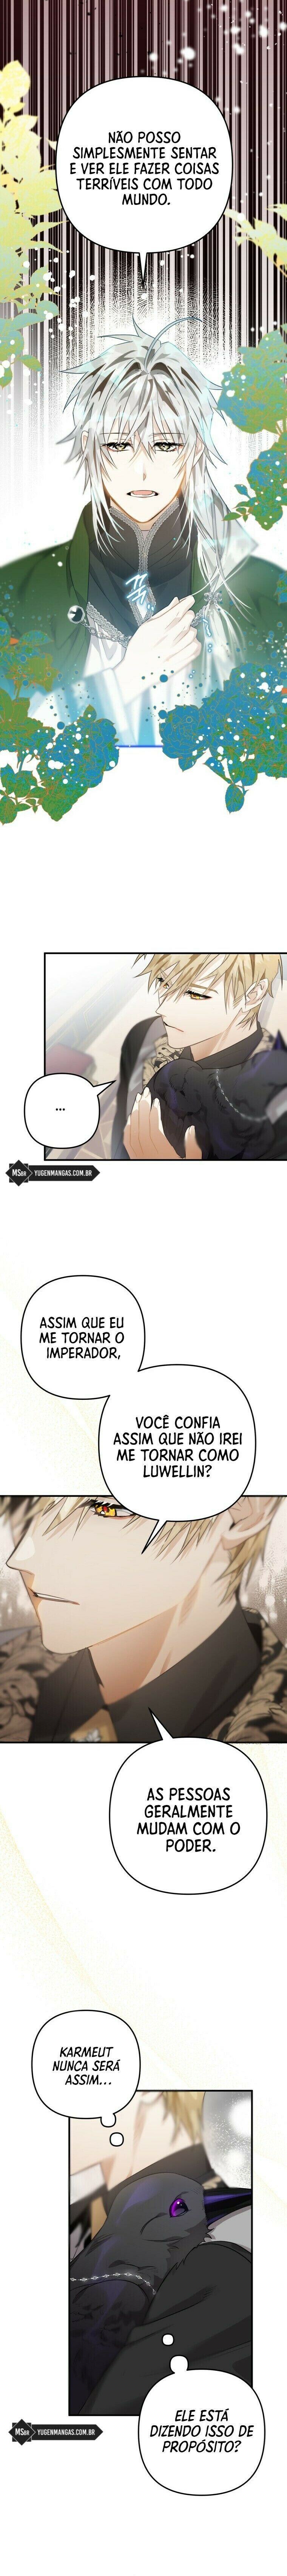 NÃO POSSO
SIMPLESMENTE SENTAR
E VER ELE FAZER COISAS
TERRÍVEIS COM TODO
MUNDO.
...
MSBR YUGENMANGAS.COM.BR
ASSIM QUE EU
ME TORNAR O
IMPERADOR,
VOCÊ CONFIA
ASSIM QUE NÃO IREI
ME TORNAR COMO
LUWELLIN?
AS PESSOAS
GERALMENTE
MUDAM COM O
PODER.
KARMEUT
NUNCA SERÁ
ASSIM...
MSBR YUGENMANGAS.COM.BR
ELE ESTÁ
DIZENDO ISSO DE
PROPÓSITO?